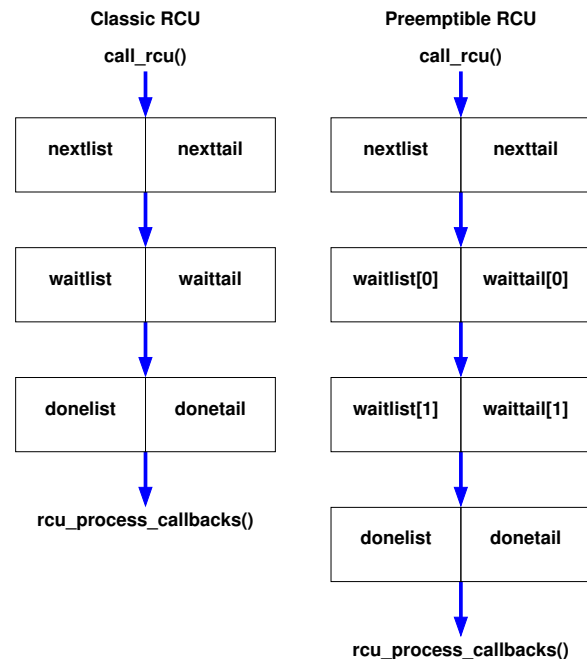 Classic RCU
call_rcu()
nextlist nexttail
waitlist waittail
donelist donetail
rcu_process_callbacks()
Preemptible RCU
call_rcu()
nextlist nexttail
waitlist[0] waittail[0]
waitlist[1] waittail[1]
donelist donetail
rcu_process_callbacks()